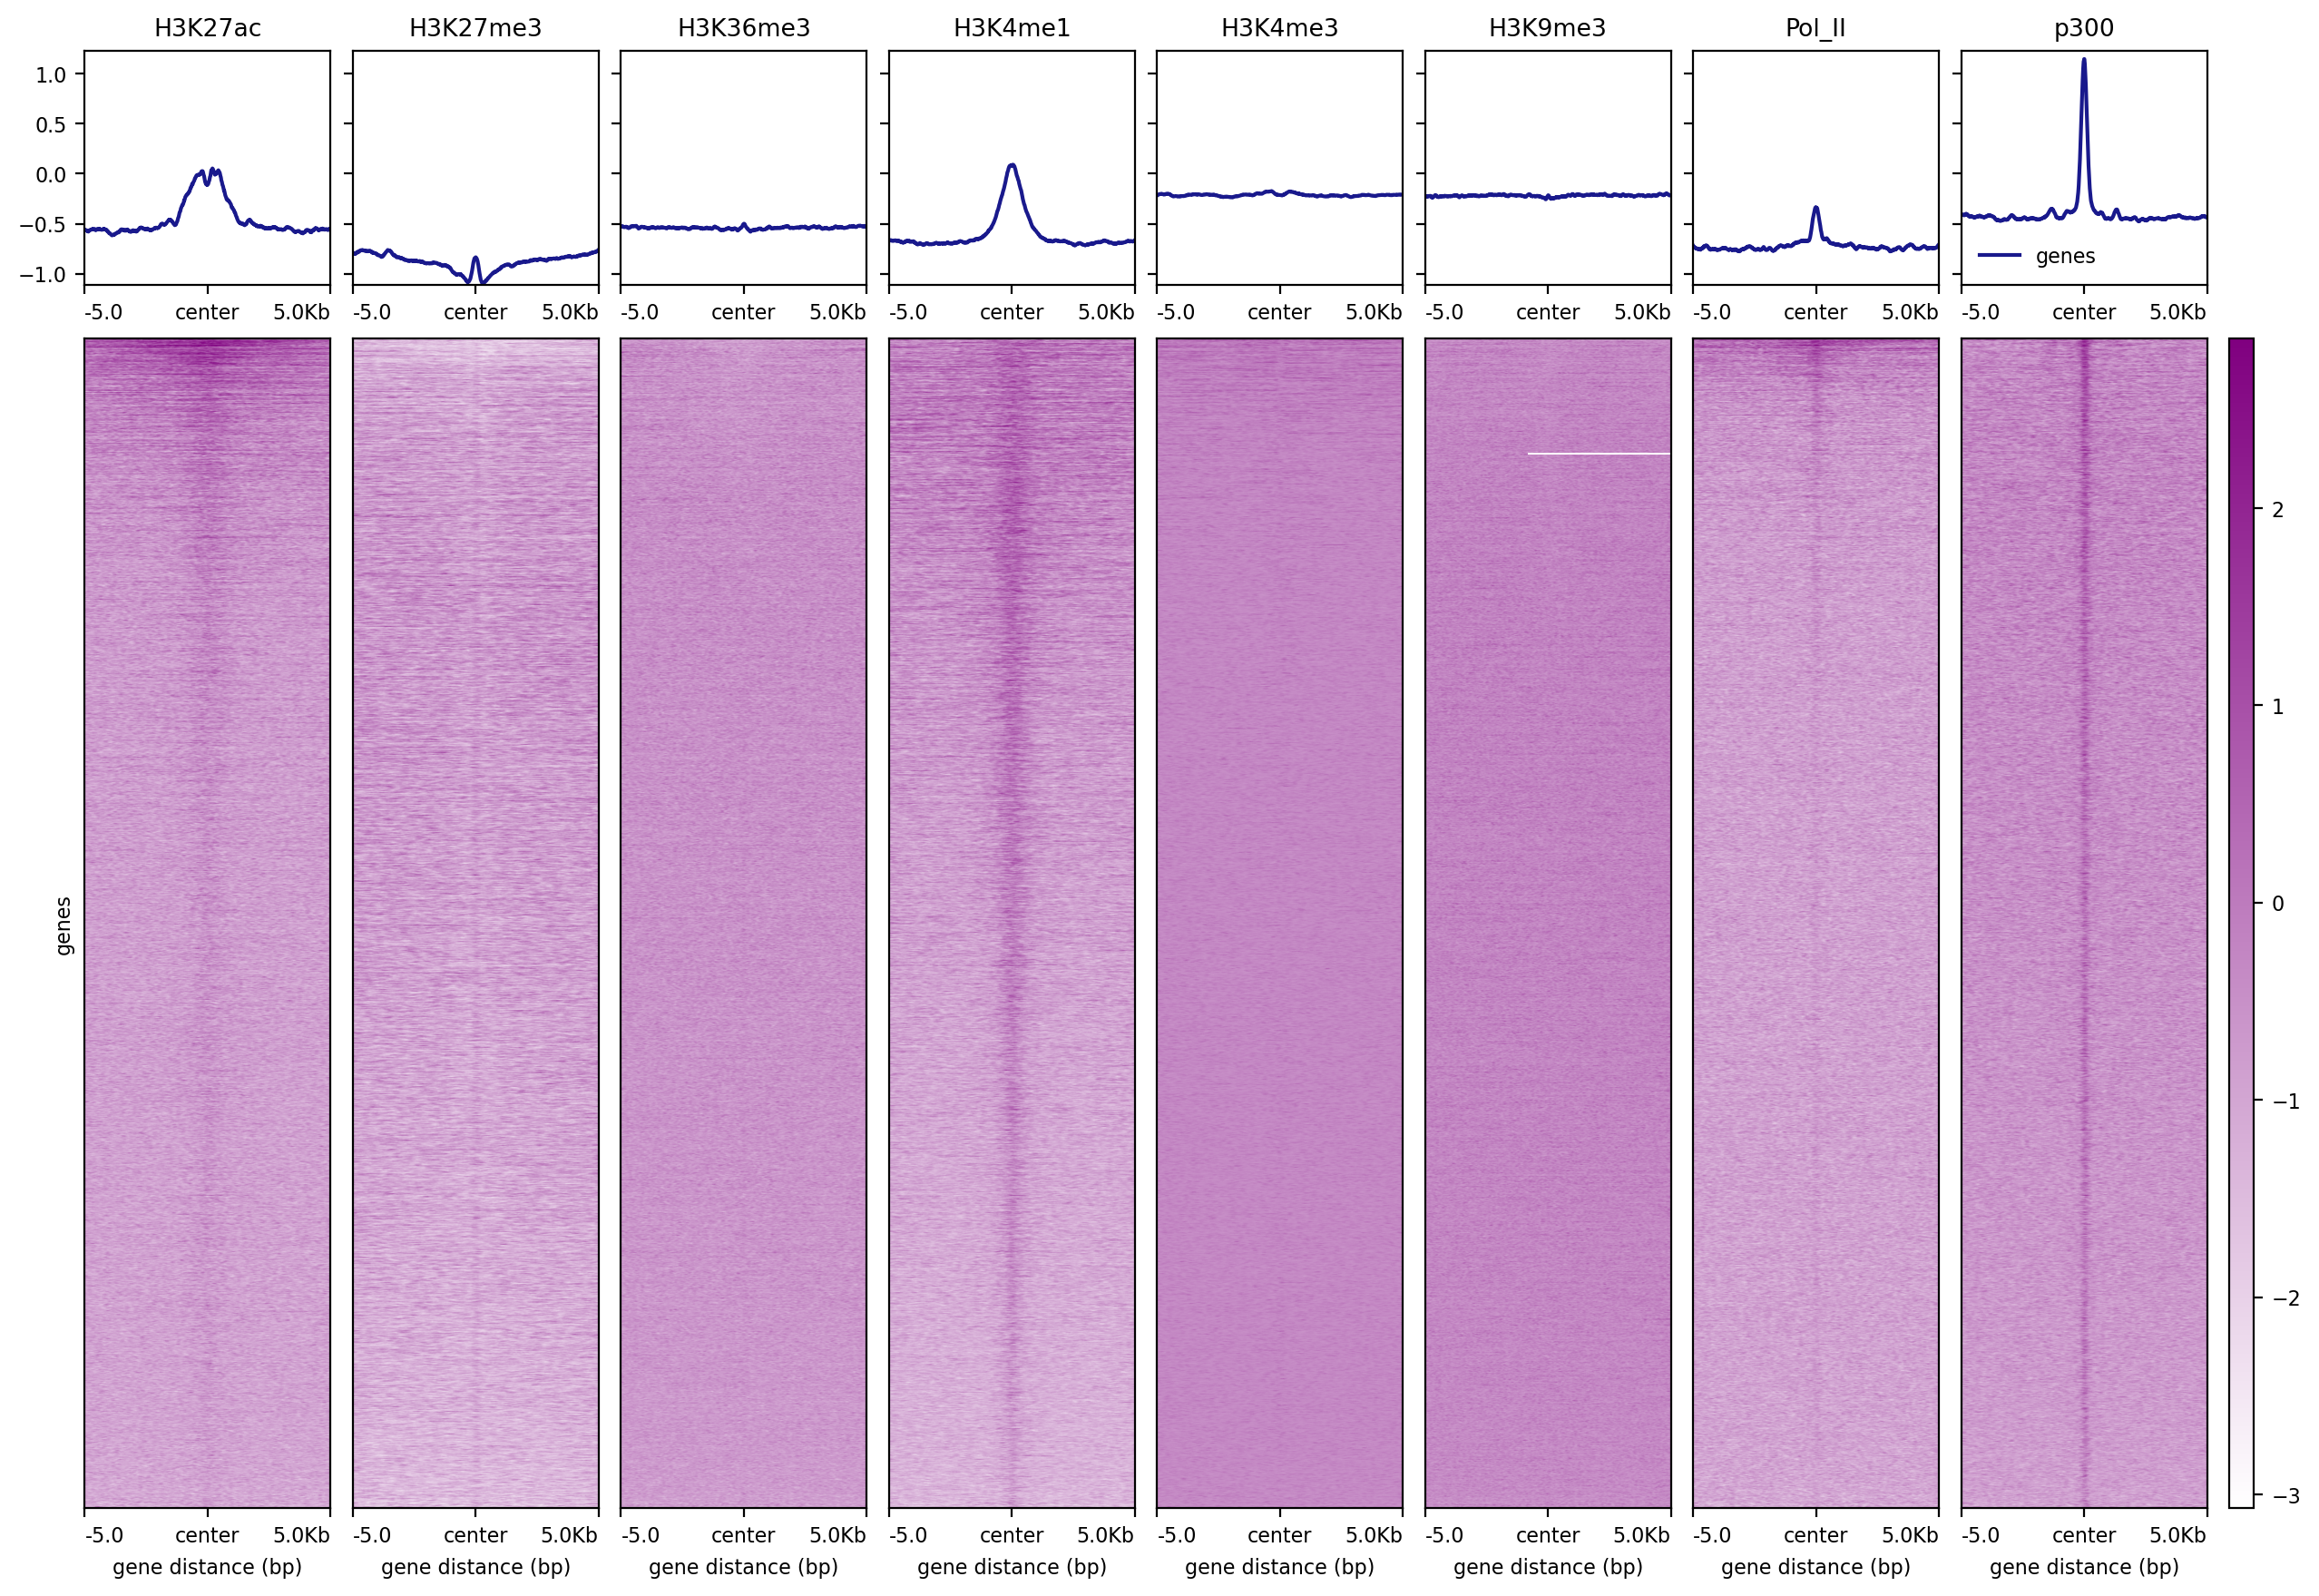 H3K27ac H3K27me3 H3K36me3 H3K4me1 H3K4me3 H3K9me3 Pol_II p300
1.0
0.5
0.0
−0.5
−1.0
genes
-5.0 center 5.0Kb -5.0 center 5.0Kb -5.0 center 5.0Kb -5.0 center 5.0Kb -5.0 center 5.0Kb -5.0 center 5.0Kb -5.0 center 5.0Kb -5.0 center 5.0Kb
genes
2
1
0
−1
−2
−3
-5.0 center 5.0Kb -5.0 center 5.0Kb -5.0 center 5.0Kb -5.0 center 5.0Kb -5.0 center 5.0Kb -5.0 center 5.0Kb -5.0 center 5.0Kb -5.0 center 5.0Kb
gene distance (bp) gene distance (bp) gene distance (bp) gene distance (bp) gene distance (bp) gene distance (bp) gene distance (bp) gene distance (bp)